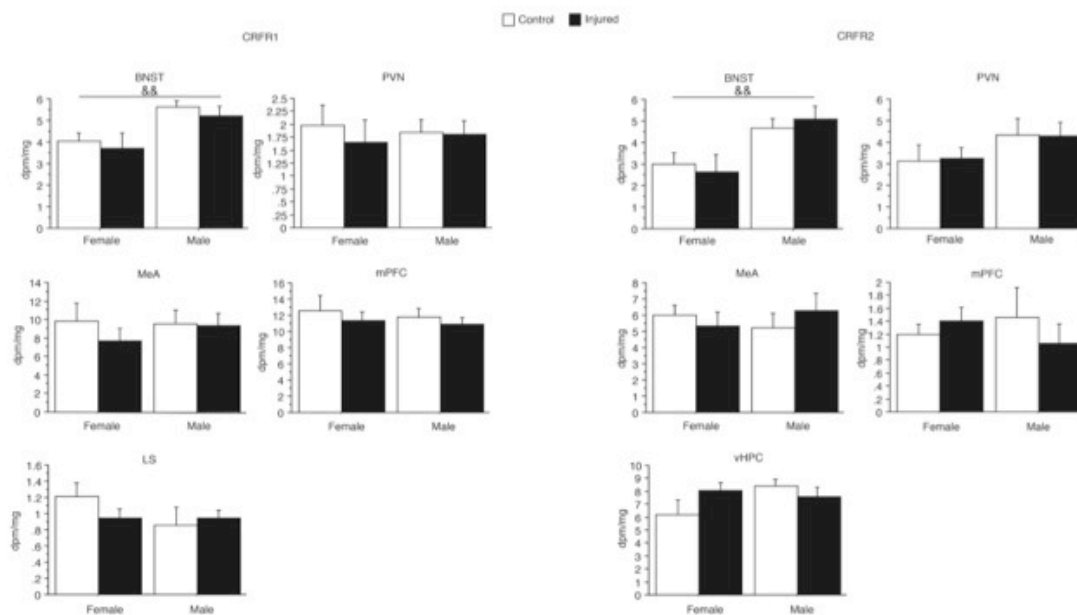 Control Injured
CRFR1
BNST
&&
dpm/mg
6
5
4
3
2
1
0
Female Male
PVN
dpm/mg
2.5
2.25
2
1.75
1.5
1.25
1
.75
.5
.25
0
Female Male
MeA
dpm/mg
14
12
10
8
6
4
2
0
Female Male
mPFC
dpm/mg
16
14
12
10
8
6
4
2
0
Female Male
LS
dpm/mg
1.6
1.4
1.2
1
.8
.6
.4
.2
0
Female Male
CRFR2
BNST
&&
dpm/mg
6
5
4
3
2
1
0
Female Male
PVN
dpm/mg
6
5
4
3
2
1
0
Female Male
MeA
dpm/mg
8
7
6
5
4
3
2
1
0
Female Male
mPFC
dpm/mg
2
1.8
1.6
1.4
1.2
1
.8
.6
.4
.2
0
Female Male
vHPC
dpm/mg
10
9
8
7
6
5
4
3
2
1
0
Female Male